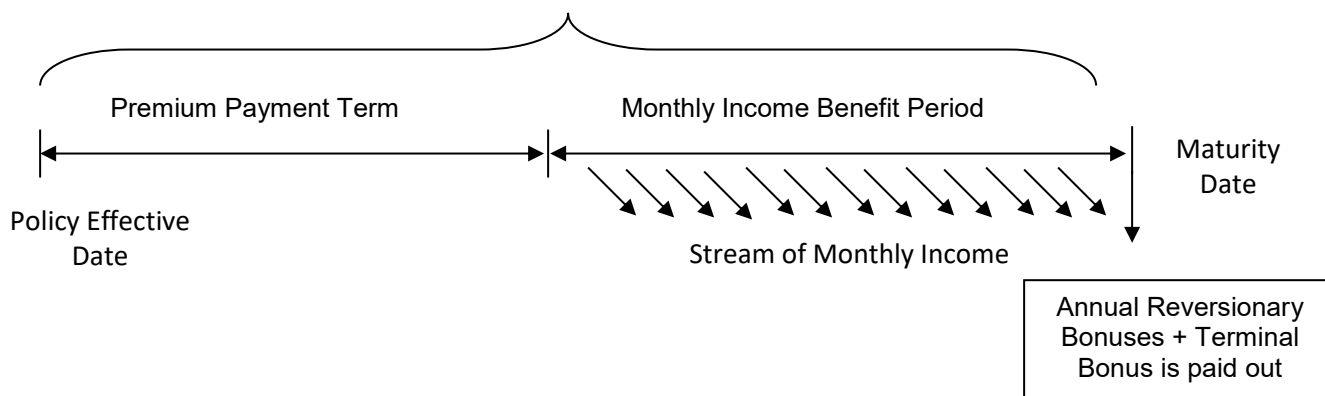 Premium Payment Term
Monthly Income Benefit Period
Maturity
Date
Policy Effective
Date
Stream of Monthly Income
Annual Reversionary
Bonuses + Terminal
Bonus is paid out